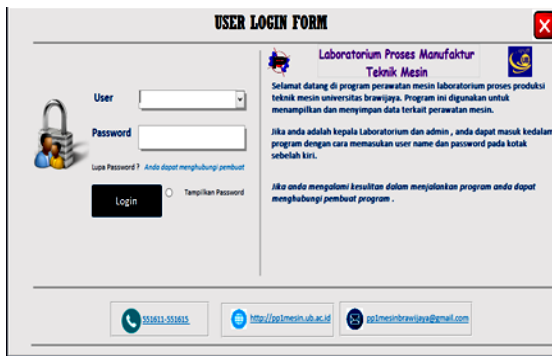 USER LOGIN FORM
X
User
Password
Lupa Password ? Anda dapat menghubungi pembuat
Login
Tampilkan Password
Laboratorium Proses Manufaktur
Teknik Mesin
Selamat datang di program perawatan mesin laboratorium proses produksi
teknik mesin universitas brawijaya. Program ini digunakan untuk
menampilkan dan menyimpan data terkait perawatan mesin.
Jika anda adalah kepala Laboratorium dan admin , anda dapat masuk kedalam
program dengan cara memasukan user name dan password pada kotak
sebelah kiri.
Jika anda mengalami kesulitan dalam menjalankan program anda dapat
menghubungi pembuat program .
551611-551615
http://pp1mesin.ub.ac.id
pp1mesinbrawijaya@gmail.com